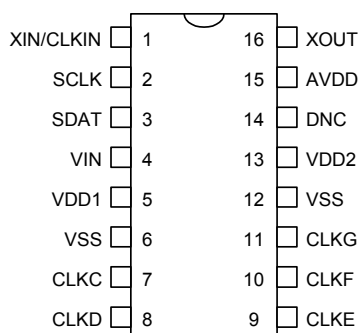 XIN/CLKIN 1 16 XOUT
SCLK 2 15 AVDD
SDAT 3 14 DNC
VIN 4 13 VDD2
VDD1 5 12 VSS
VSS 6 11 CLKG
CLKC 7 10 CLKF
CLKD 8 9 CLKE